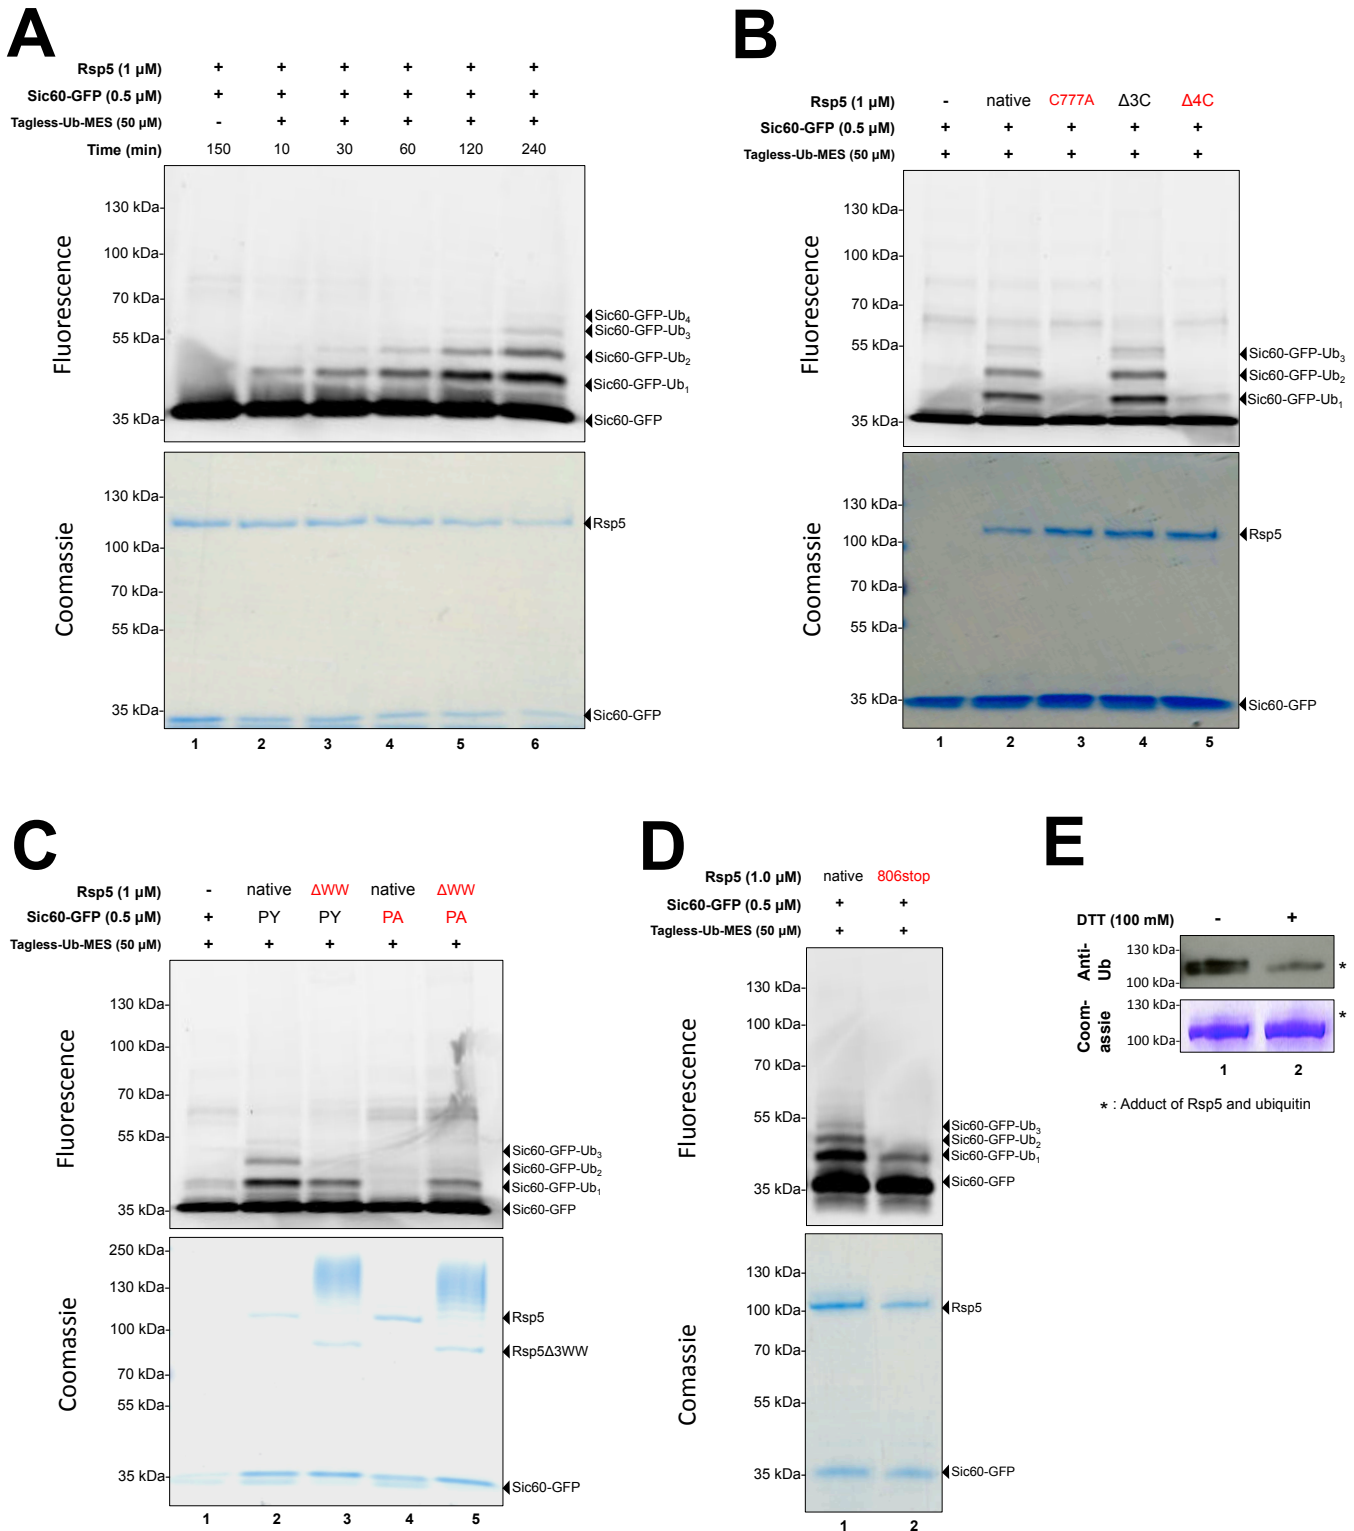 A
Rsp5 (1 µM) + + + + + +
Sic60-GFP (0.5 µM) + + + + + +
Tagless-Ub-MES (50 µM) - + + + + +
Time (min) 150 10 30 60 120 240
Fluorescence
130 kDa-
100 kDa-
70 kDa-
Sic60-GFP-Ub₄
Sic60-GFP-Ub₃
55 kDa-
Sic60-GFP-Ub₂
Sic60-GFP-Ub₁
35 kDa-
Sic60-GFP
Coomassie
130 kDa-
Rsp5
100 kDa-
70 kDa-
55 kDa-
35 kDa-
Sic60-GFP
1 2 3 4 5 6
B
Rsp5 (1 µM) - native C777A Δ3C Δ4C
Sic60-GFP (0.5 µM) + + + + +
Tagless-Ub-MES (50 µM) + + + + +
Fluorescence
130 kDa-
100 kDa-
70 kDa-
55 kDa-
Sic60-GFP-Ub₃
Sic60-GFP-Ub₂
Sic60-GFP-Ub₁
35 kDa-
Coomassie
130 kDa-
Rsp5
100 kDa-
70 kDa-
55 kDa-
35 kDa-
Sic60-GFP
1 2 3 4 5
C
Rsp5 (1 µM) - native ΔWW native ΔWW
Sic60-GFP (0.5 µM) + PY PY PA PA
Tagless-Ub-MES (50 µM) + + + + +
Fluorescence
130 kDa-
100 kDa-
70 kDa-
55 kDa-
Sic60-GFP-Ub₃
Sic60-GFP-Ub₂
Sic60-GFP-Ub₁
35 kDa-
Sic60-GFP
Coomassie
250 kDa-
130 kDa-
Rsp5
100 kDa-
Rsp5Δ3WW
70 kDa-
55 kDa-
35 kDa-
Sic60-GFP
1 2 3 4 5
D
Rsp5 (1.0 µM) native 806stop
Sic60-GFP (0.5 µM) + +
Tagless-Ub-MES (50 µM) + +
Fluorescence
130 kDa-
100 kDa-
70 kDa-
55 kDa-
Sic60-GFP-Ub₃
Sic60-GFP-Ub₂
Sic60-GFP-Ub₁
35 kDa-
Sic60-GFP
Comassie
130 kDa-
100 kDa-
Rsp5
70 kDa-
55 kDa-
35 kDa-
Sic60-GFP
1 2
E
DTT (100 mM) - +
Anti-
Ub
130 kDa-
*
100 kDa-
Coom-
assie
130 kDa-
*
100 kDa-
1 2
* : Adduct of Rsp5 and ubiquitin